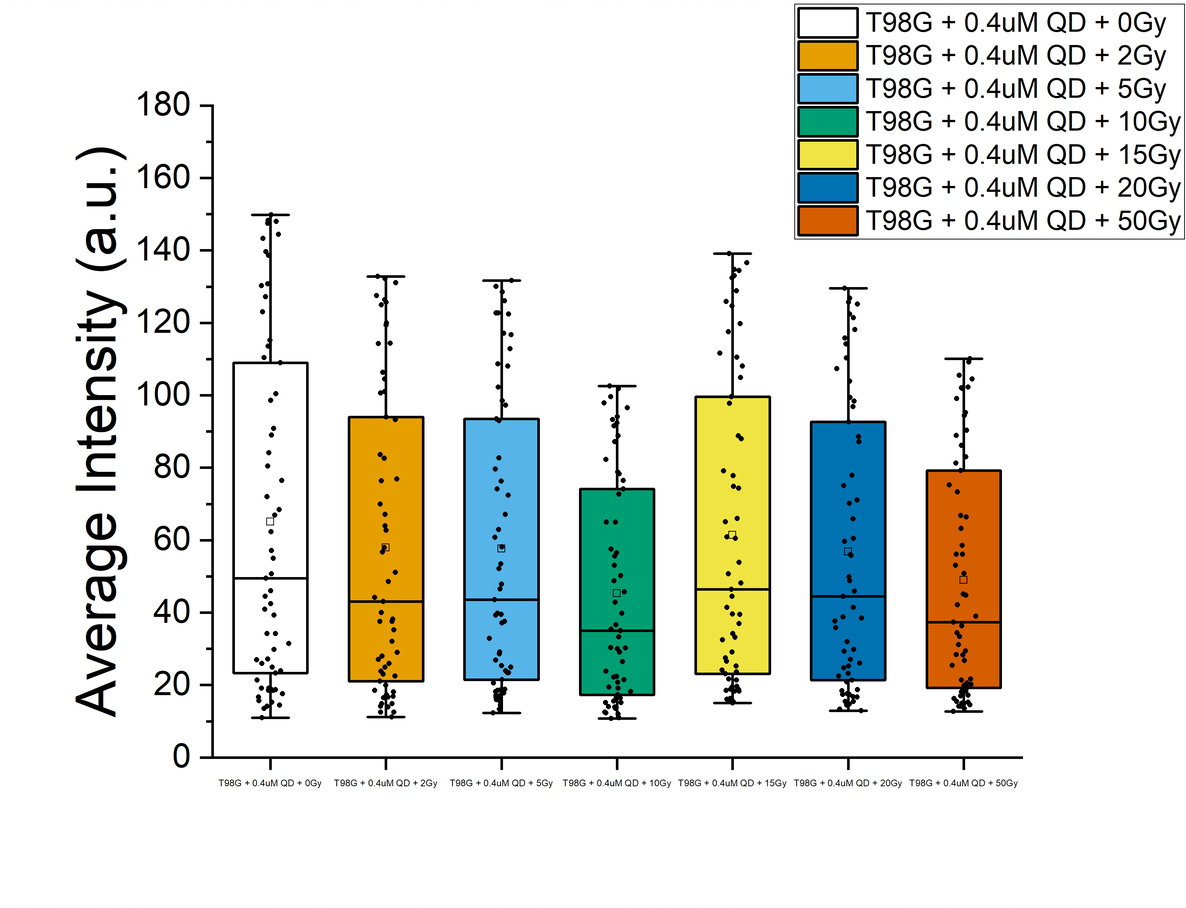 T98G + 0.4uM QD + 0Gy
T98G + 0.4uM QD + 2Gy
T98G + 0.4uM QD + 5Gy
T98G + 0.4uM QD + 10Gy
T98G + 0.4uM QD + 15Gy
T98G + 0.4uM QD + 20Gy
T98G + 0.4uM QD + 50Gy
Average Intensity (a.u.)
180
160
140
120
100
80
60
40
20
0
T98G + 0.4uM QD + 0Gy
T98G + 0.4uM QD + 2Gy
T98G + 0.4uM QD + 5Gy
T98G + 0.4uM QD + 10Gy
T98G + 0.4uM QD + 15Gy
T98G + 0.4uM QD + 20Gy
T98G + 0.4uM QD + 50Gy